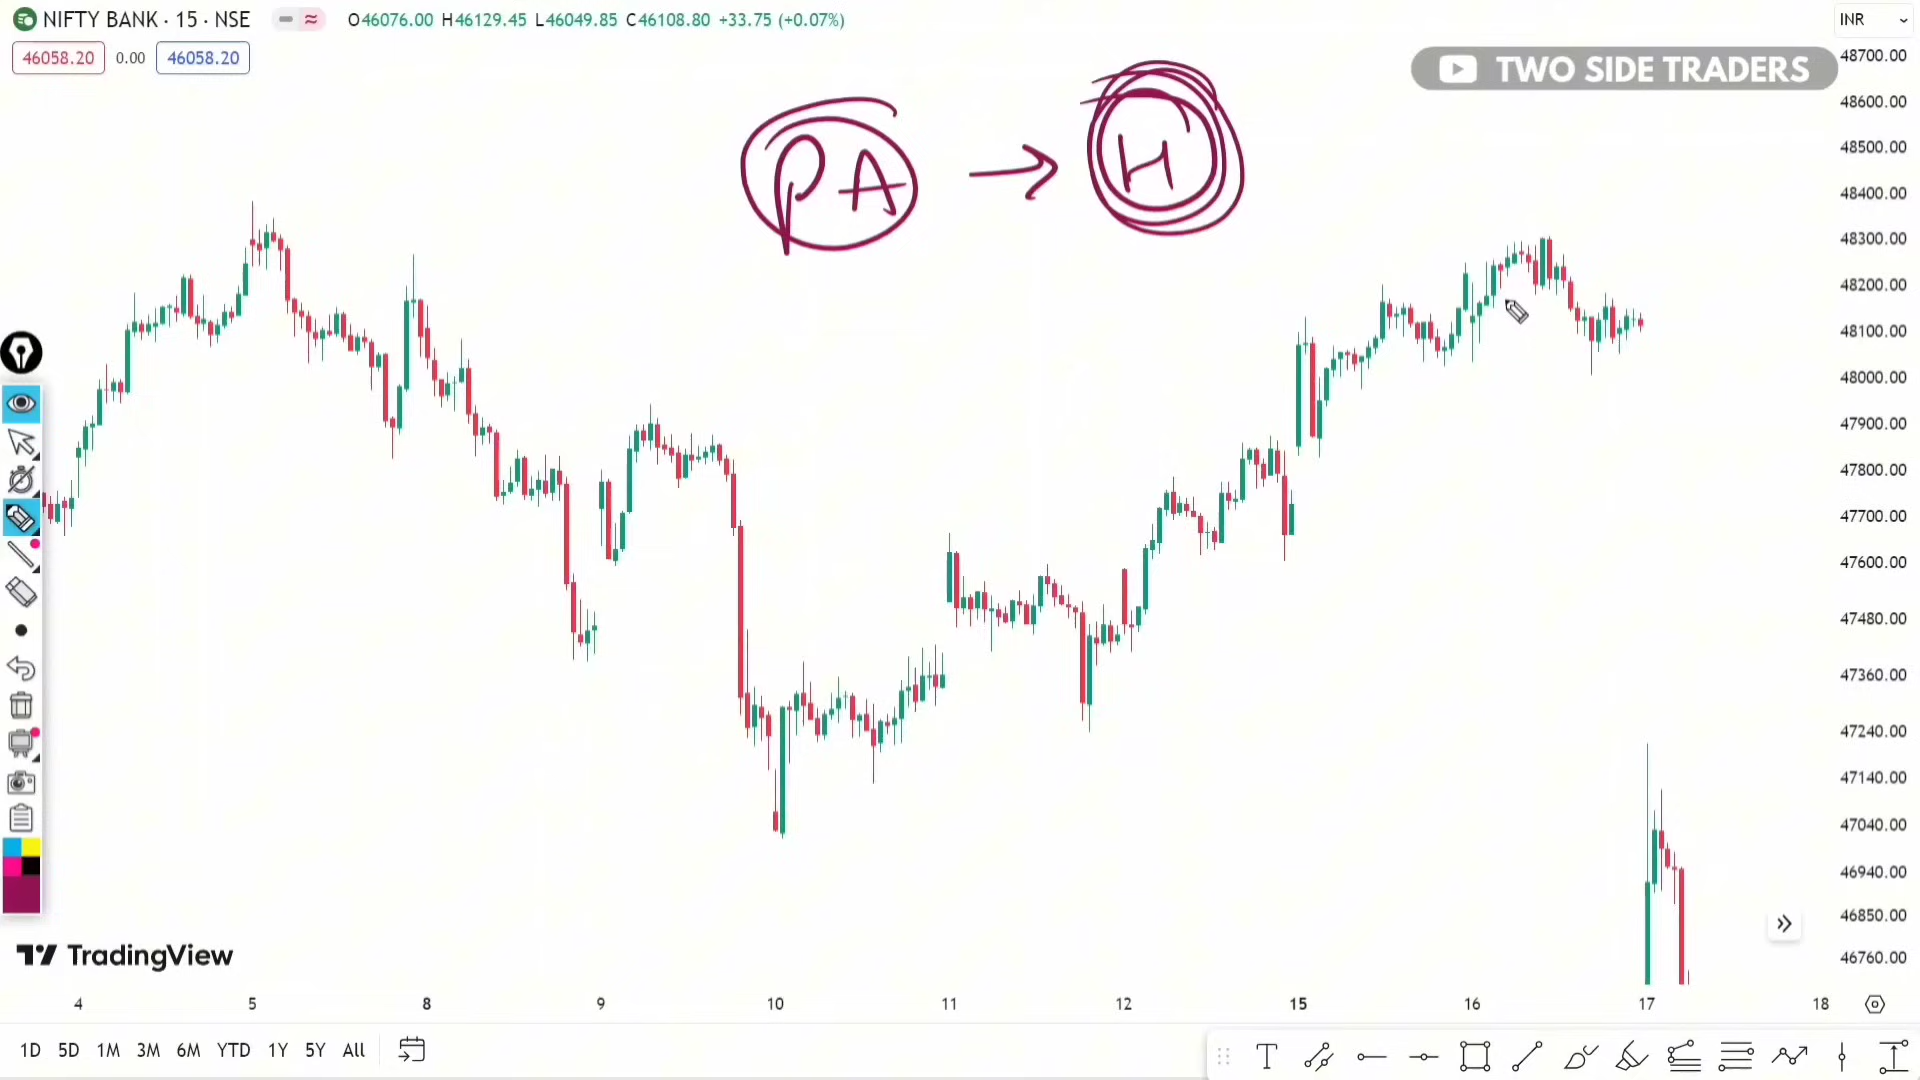 NIFTY BANK · 15 · NSE
O46076.00 H46129.45 L46049.85 C46108.80 +33.75 (+0.07%)
INR
46058.20 0.00 46058.20
TWO SIDE TRADERS
PA → H
48700.00
48600.00
48500.00
48400.00
48300.00
48200.00
48100.00
48000.00
47900.00
47800.00
47700.00
47600.00
47480.00
47360.00
47240.00
47140.00
47040.00
46940.00
46850.00
46760.00
TradingView
4 5 8 9 10 11 12 15 16 17 18
1D 5D 1M 3M 6M YTD 1Y 5Y All